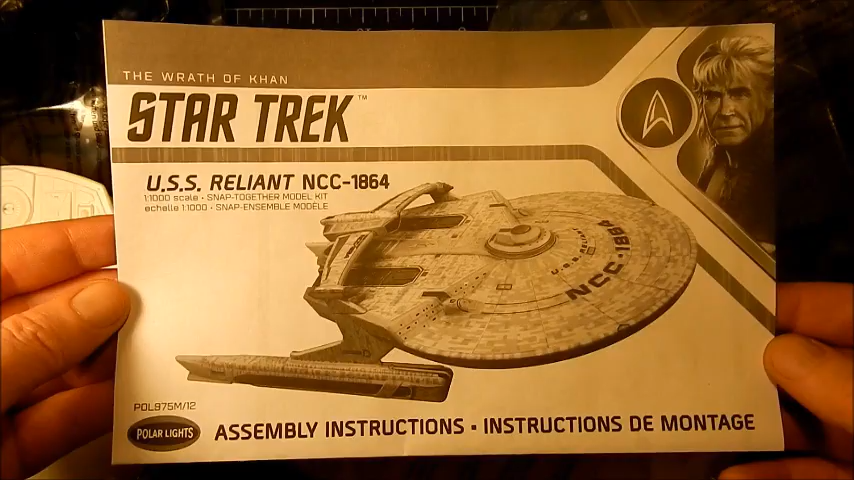 THE WRATH OF KHAN
STAR TREK™
U.S.S. RELIANT NCC-1864
1:1000 scale • SNAP-TOGETHER MODEL KIT
echelle 1:1000 • SNAP-ENSEMBLE MODÈLE
U.S.S. RELIANT
NCC-1864
POL975M/12
POLAR LIGHTS
ASSEMBLY INSTRUCTIONS • INSTRUCTIONS DE MONTAGE